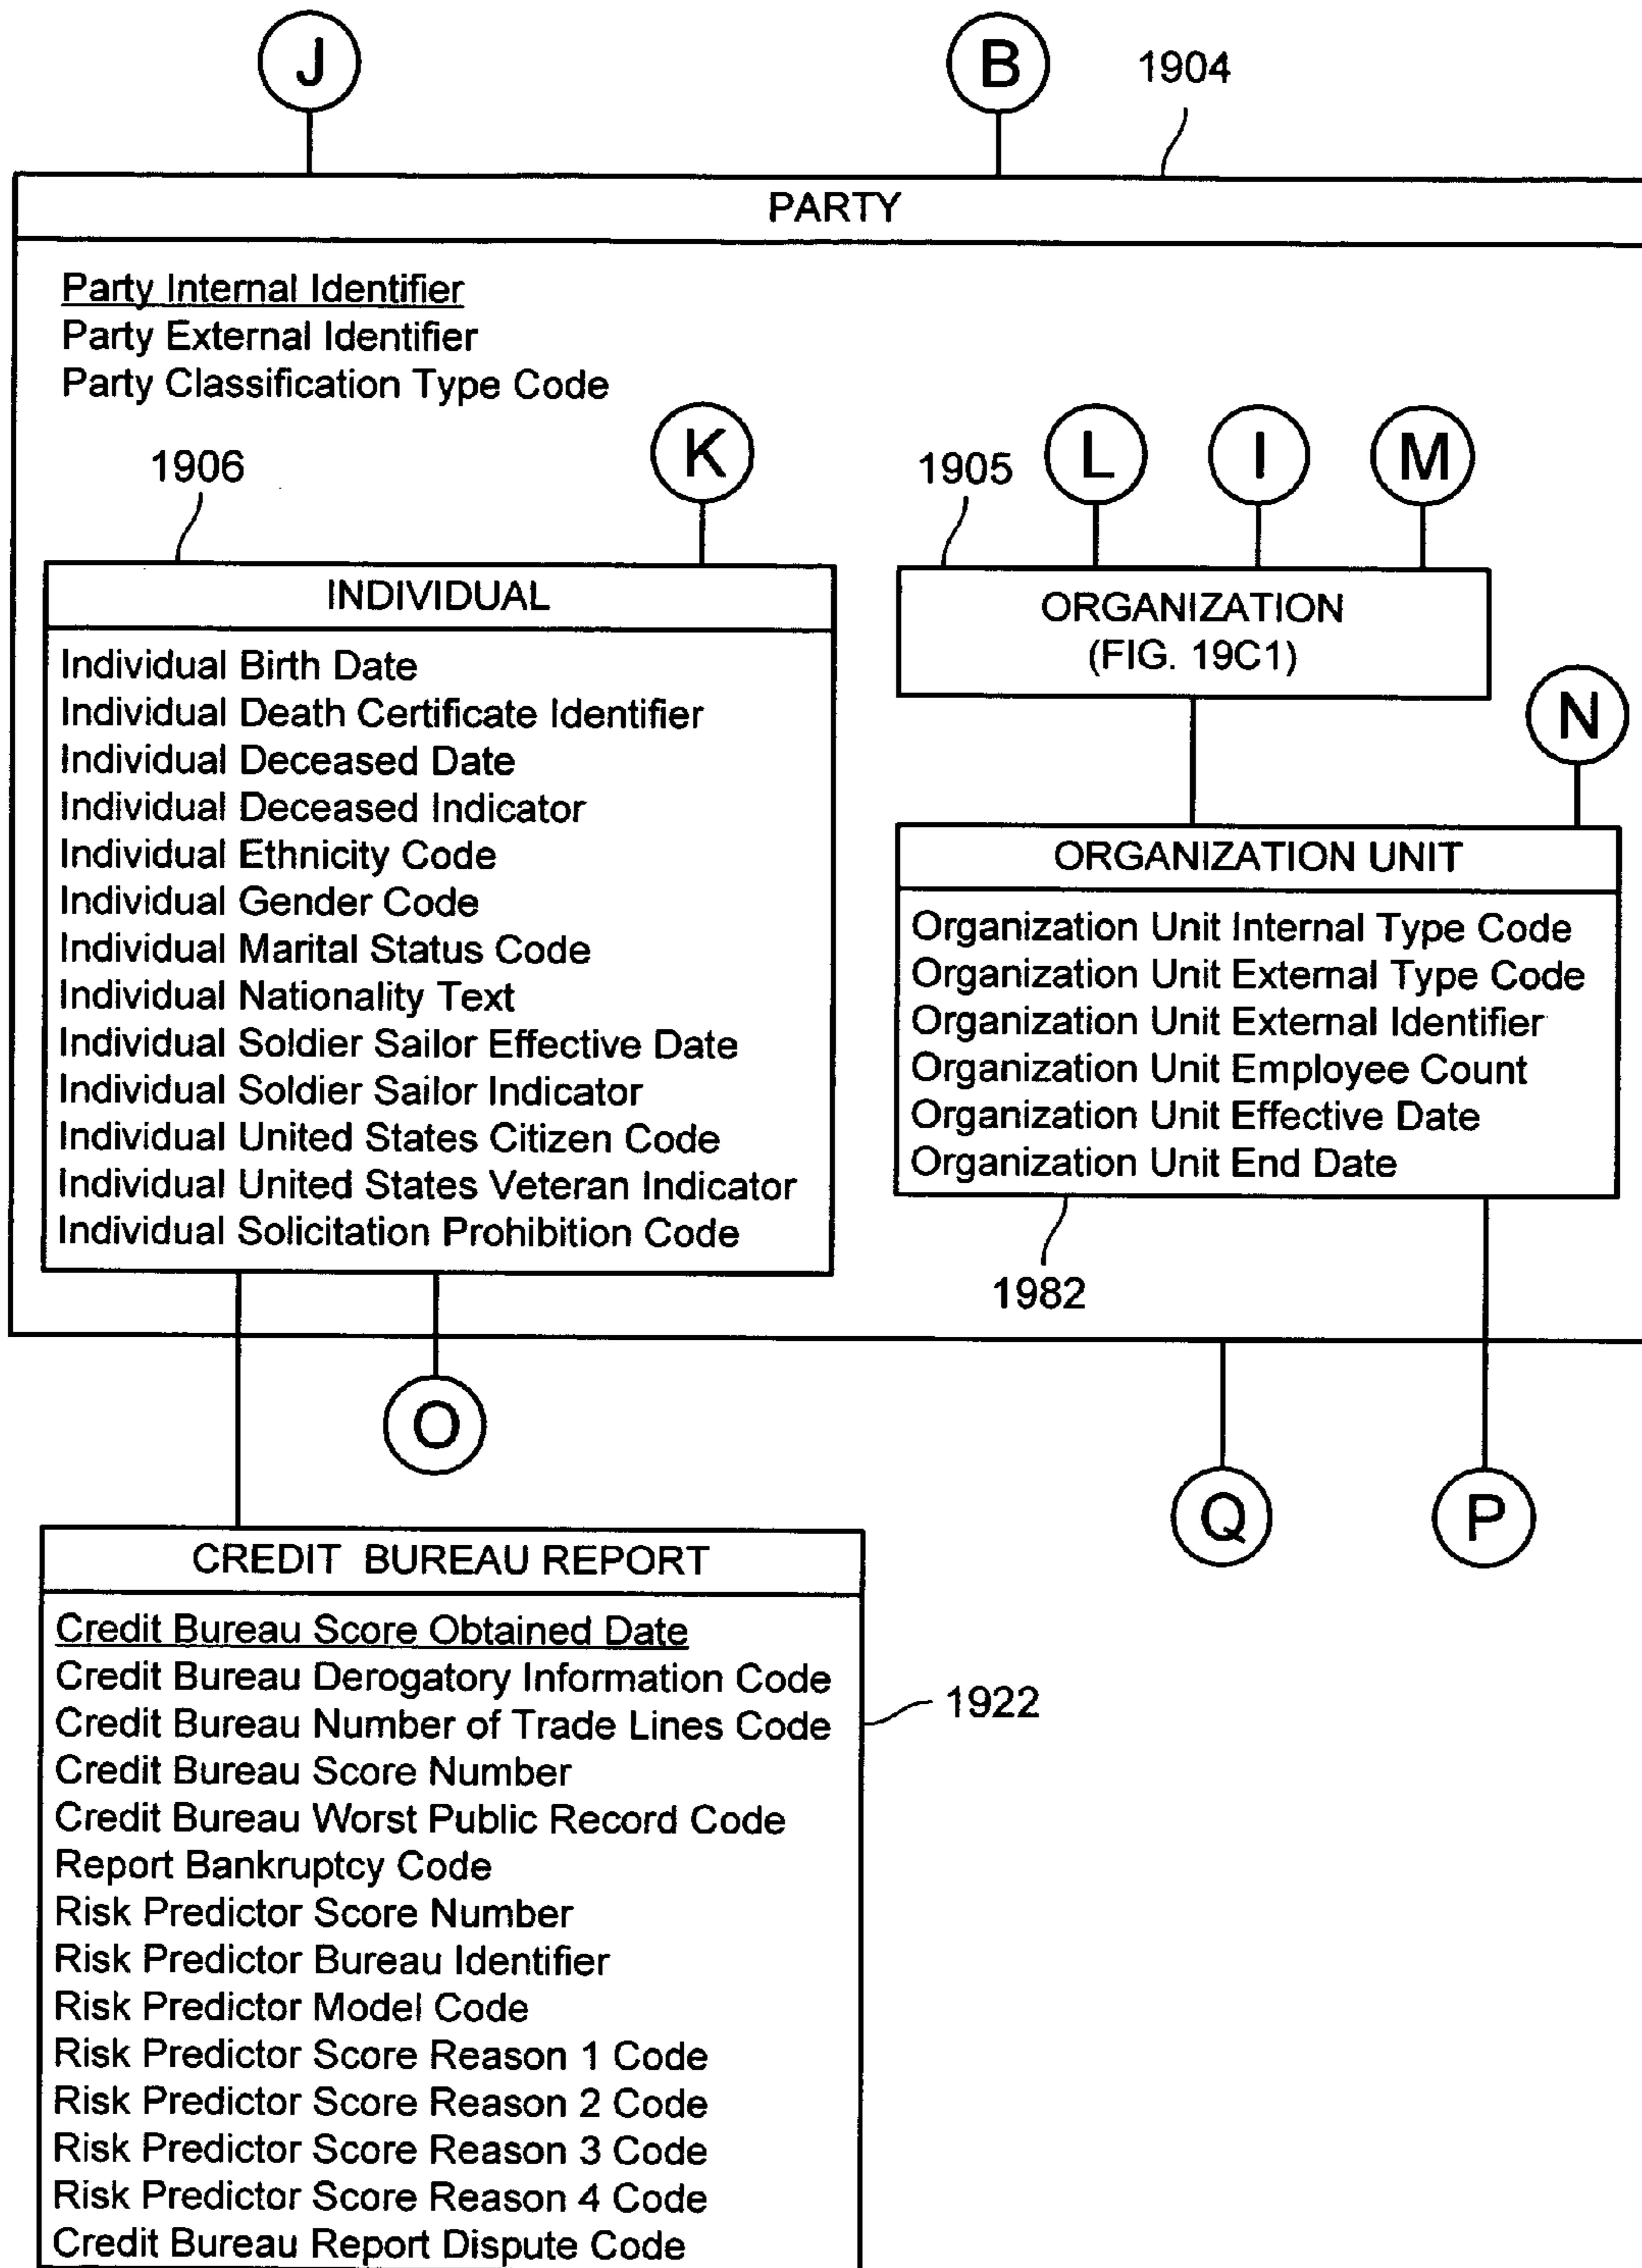 J
B
1904
PARTY
Party Internal Identifier
Party External Identifier
Party Classification Type Code
1906
K
1905
L
I
M
INDIVIDUAL
Individual Birth Date
Individual Death Certificate Identifier
Individual Deceased Date
Individual Deceased Indicator
Individual Ethnicity Code
Individual Gender Code
Individual Marital Status Code
Individual Nationality Text
Individual Soldier Sailor Effective Date
Individual Soldier Sailor Indicator
Individual United States Citizen Code
Individual United States Veteran Indicator
Individual Solicitation Prohibition Code
ORGANIZATION
(FIG. 19C1)
N
ORGANIZATION UNIT
Organization Unit Internal Type Code
Organization Unit External Type Code
Organization Unit External Identifier
Organization Unit Employee Count
Organization Unit Effective Date
Organization Unit End Date
1982
O
Q
P
CREDIT BUREAU REPORT
Credit Bureau Score Obtained Date
Credit Bureau Derogatory Information Code
Credit Bureau Number of Trade Lines Code
Credit Bureau Score Number
Credit Bureau Worst Public Record Code
Report Bankruptcy Code
Risk Predictor Score Number
Risk Predictor Bureau Identifier
Risk Predictor Model Code
Risk Predictor Score Reason 1 Code
Risk Predictor Score Reason 2 Code
Risk Predictor Score Reason 3 Code
Risk Predictor Score Reason 4 Code
Credit Bureau Report Dispute Code
1922